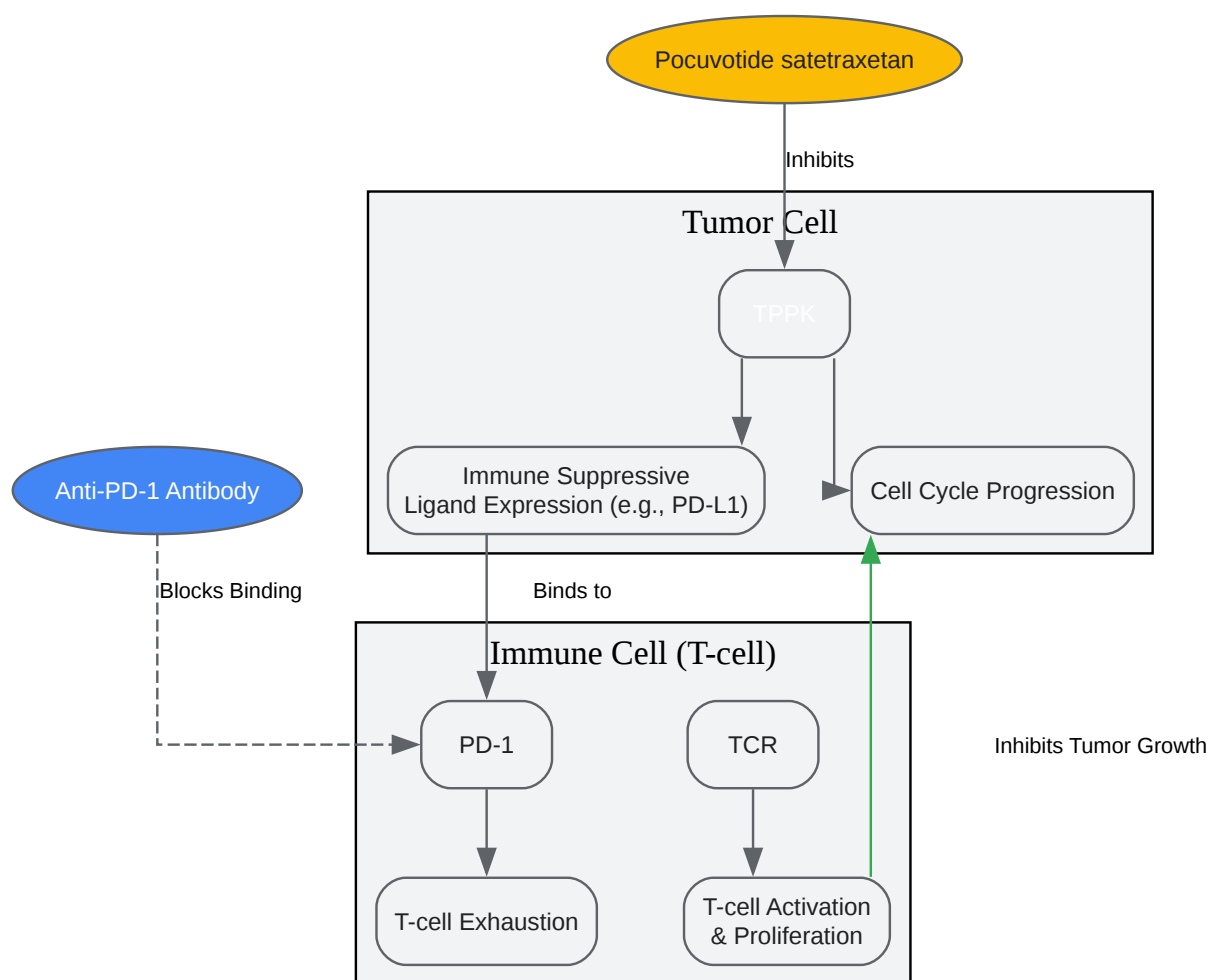 Pocuvotide satetraxetan
Inhibits
Tumor Cell
TPPK
Immune Suppressive
Ligand Expression (e.g., PD-L1)
Cell Cycle Progression
Anti-PD-1 Antibody
Blocks Binding
Binds to
Immune Cell (T-cell)
PD-1
TCR
Inhibits Tumor Growth
T-cell Exhaustion
T-cell Activation
& Proliferation